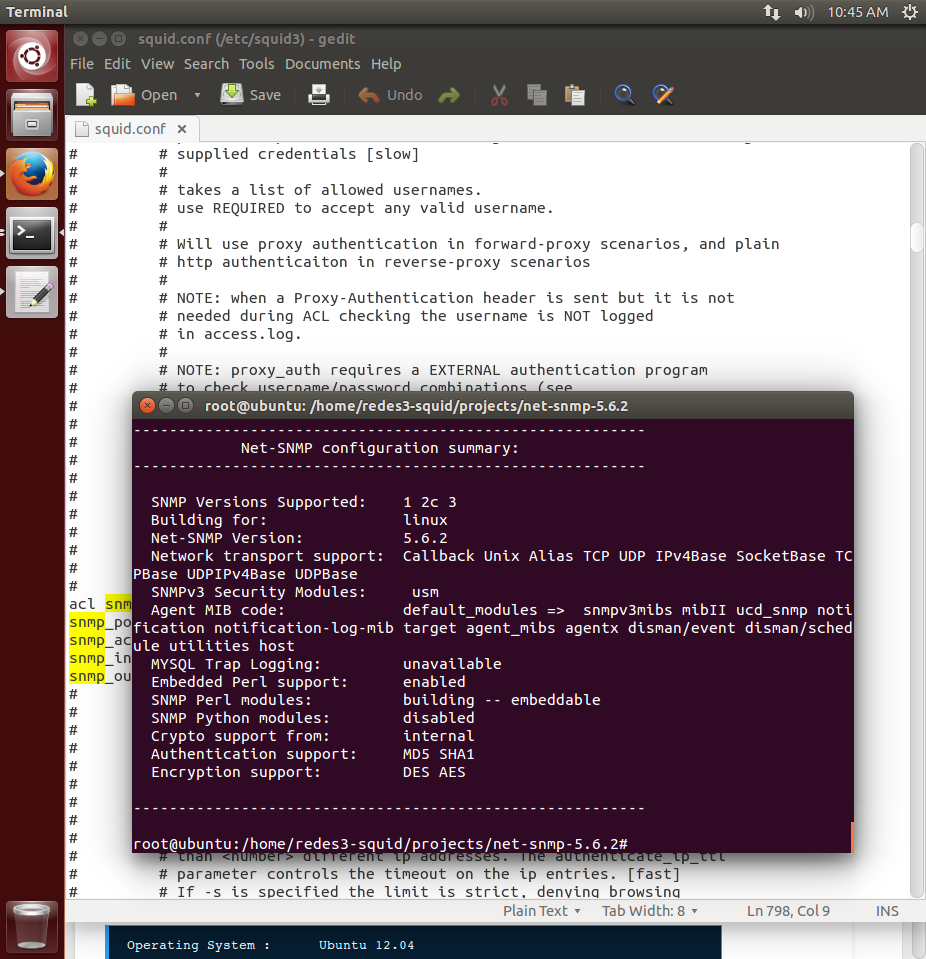 Terminal
10:45 AM
squid.conf (/etc/squid3) - gedit
File Edit View Search Tools Documents Help
Open Save Undo
squid.conf
# # supplied credentials [slow]
# #
# # takes a list of allowed usernames.
# # use REQUIRED to accept any valid username.
# #
# # Will use proxy authentication in forward-proxy scenarios, and plain
# # http authenticaiton in reverse-proxy scenarios
# #
# # NOTE: when a Proxy-Authentication header is sent but it is not
# # needed during ACL checking the username is NOT logged
# # in access.log.
# #
# # NOTE: proxy_auth requires a EXTERNAL authentication program
# # to check username/password combinations (see
#
#
#
#
#
#
#
#
#
#
#
acl snm
snmp_po
snmp_ac
snmp_in
snmp_ou
#
#
#
#
#
#
#
#
#
root@ubuntu: /home/redes3-squid/projects/net-snmp-5.6.2
---------------------------------------------------------
Net-SNMP configuration summary:
---------------------------------------------------------
SNMP Versions Supported: 1 2c 3
Building for: linux
Net-SNMP Version: 5.6.2
Network transport support: Callback Unix Alias TCP UDP IPv4Base SocketBase TC
PBase UDPIPv4Base UDPBase
SNMPv3 Security Modules: usm
Agent MIB code: default_modules => snmpv3mibs mibII ucd_snmp noti
fication notification-log-mib target agent_mibs agentx disman/event disman/sched
ule utilities host
MYSQL Trap Logging: unavailable
Embedded Perl support: enabled
SNMP Perl modules: building -- embeddable
SNMP Python modules: disabled
Crypto support from: internal
Authentication support: MD5 SHA1
Encryption support: DES AES
---------------------------------------------------------
root@ubuntu:/home/redes3-squid/projects/net-snmp-5.6.2#
# # than <number> different ip addresses. The authenticate_ip_ttl
# # parameter controls the timeout on the ip entries. [fast]
# # If -s is specified the limit is strict, denying browsing
Plain Text Tab Width: 8 Ln 798, Col 9 INS
Operating System : Ubuntu 12.04